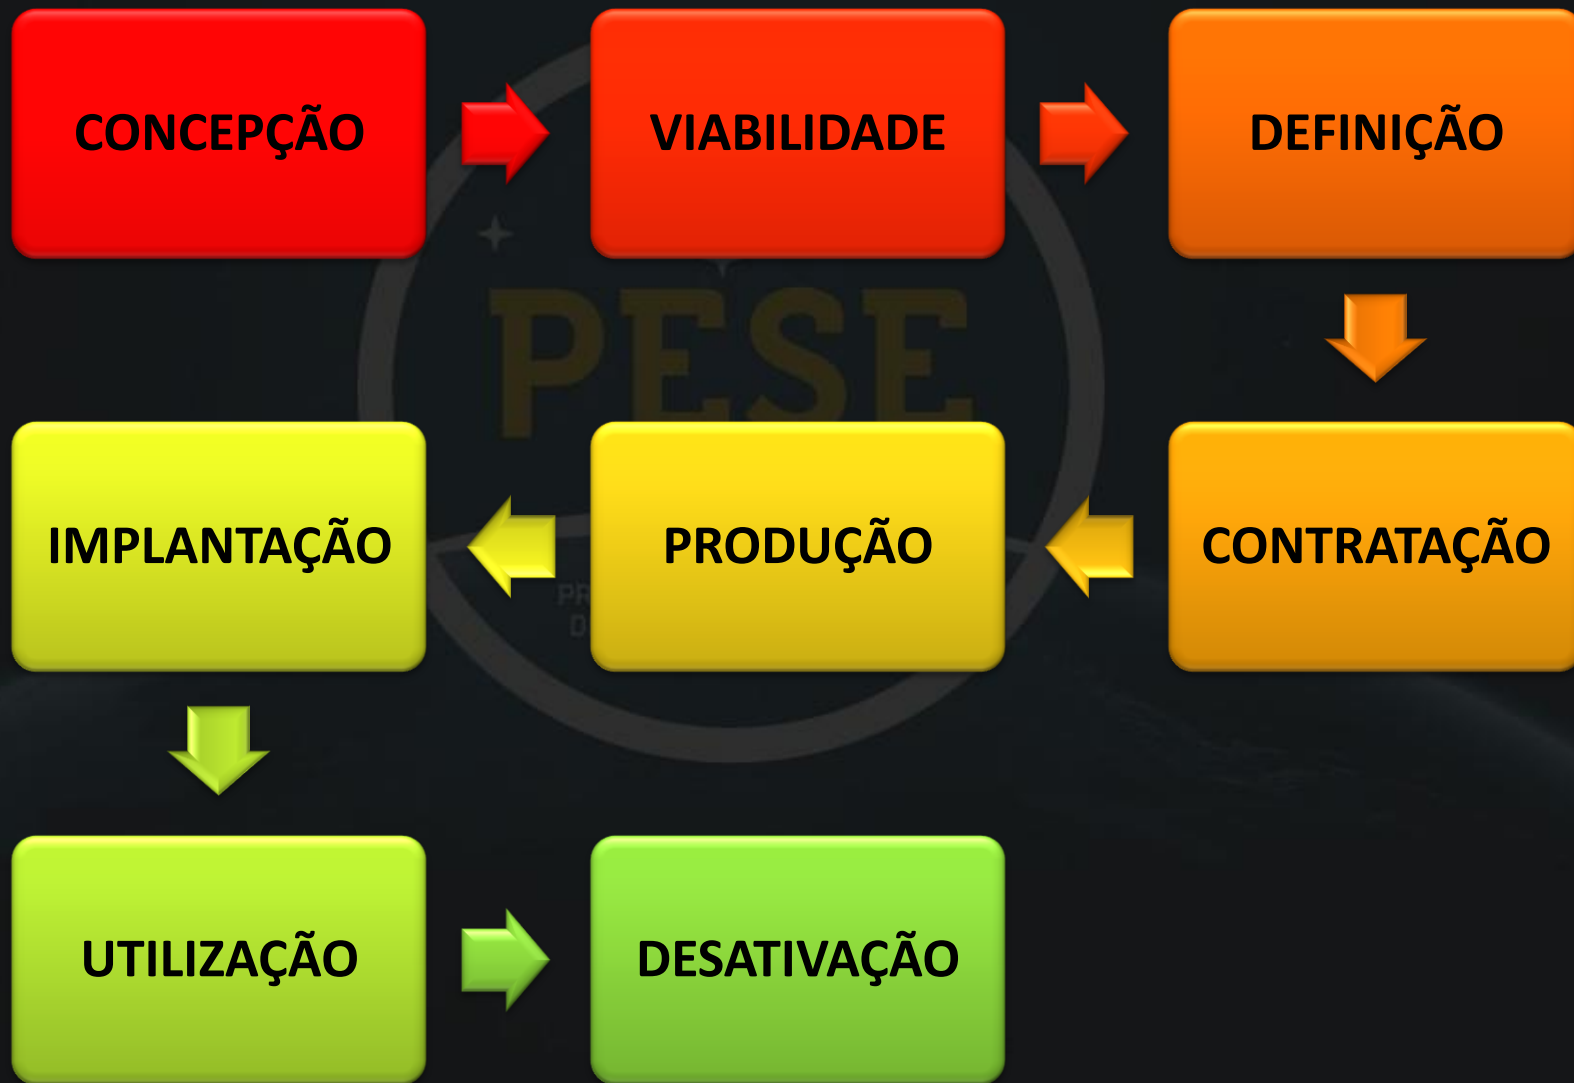 CONCEPÇÃO
VIABILIDADE
DEFINIÇÃO
PESE
IMPLANTAÇÃO
PRODUÇÃO
CONTRATAÇÃO
UTILIZAÇÃO
DESATIVAÇÃO